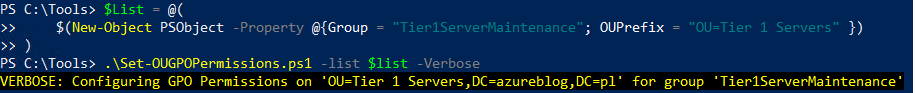 PS C:\Tools> $List = @(
>>     $(New-Object PSObject -Property @{Group = "Tier1ServerMaintenance"; OUPrefix = "OU=Tier 1 Servers" })
>> )
PS C:\Tools> .\Set-OUGPOPermissions.ps1 -list $list -Verbose
VERBOSE: Configuring GPO Permissions on 'OU=Tier 1 Servers,DC=azureblog,DC=pl' for group 'Tier1ServerMaintenance'